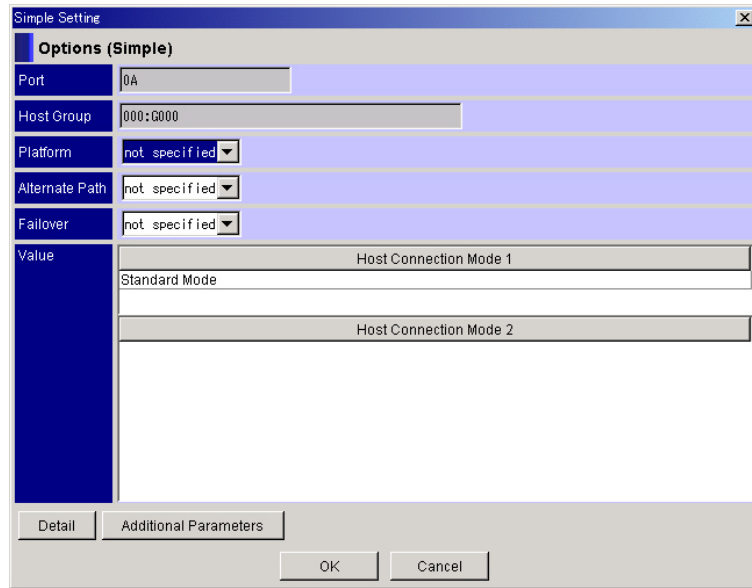 Simple Setting
Options (Simple)
Port 0A
Host Group 000:G000
Platform not specified
Alternate Path not specified
Failover not specified
Value
Host Connection Mode 1
Standard Mode
Host Connection Mode 2
Detail Additional Parameters
OK Cancel